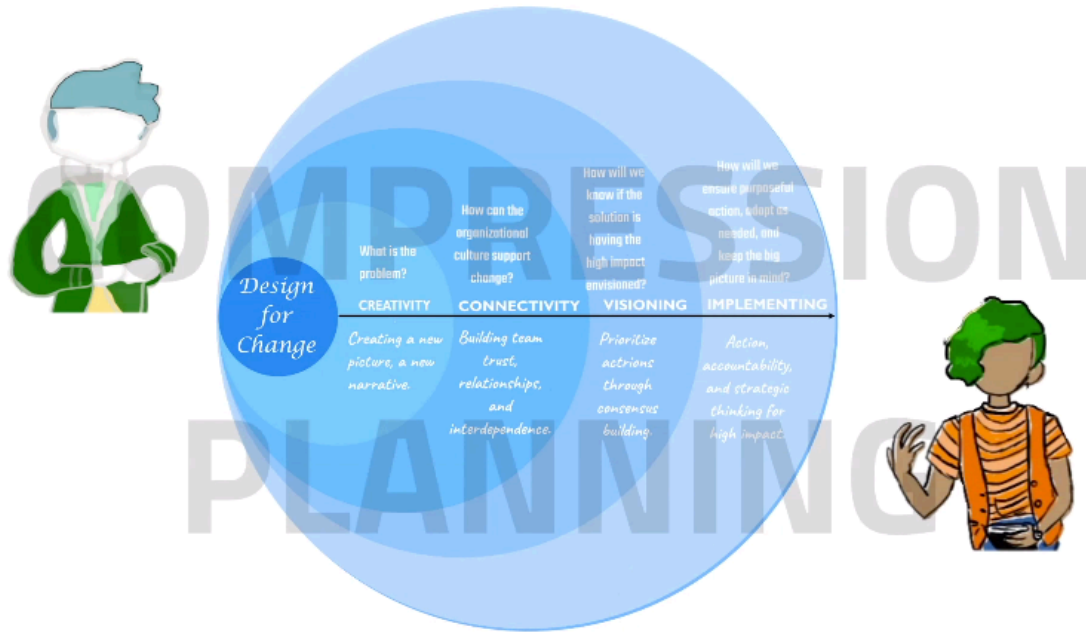 COMPRESSION
PLANNING
Design
for
Change
What is the
problem?
CREATIVITY
Creating a new
picture, a new
narrative.
How can the
organizational
culture support
change?
CONNECTIVITY
Building team
trust,
relationships,
and
interdependence.
How will we
know if the
solution is
having the
high impact
envisioned?
VISIONING
Prioritize
actrions
through
consensus
building.
How will we
ensure purposeful
action, adapt as
needed, and
keep the big
picture in mind?
IMPLEMENTING
Action,
accountability,
and strategic
thinking for
high impact.